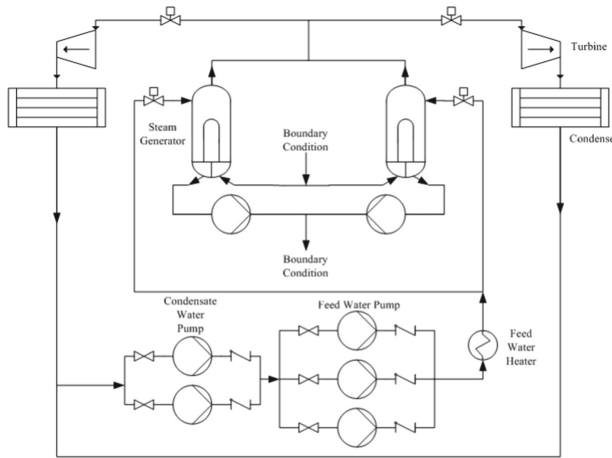 Turbine
Steam
Generator
Boundary
Condition
Condense
Boundary
Condition
Condensate
Water
Pump
Feed Water Pump
Feed
Water
Heater